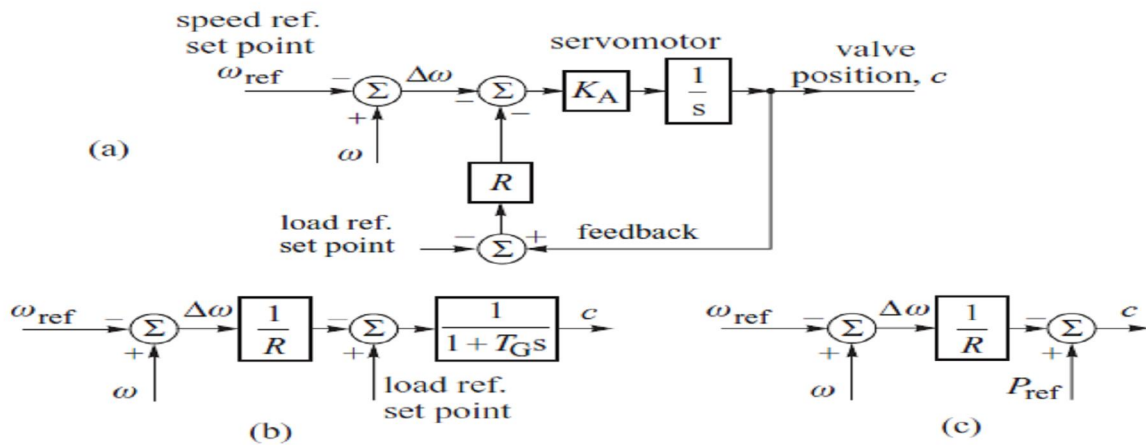 speed ref.
set point
ω_ref
−
Σ
+
Δω
ω
−
Σ
−
servomotor
K_A
1
s
valve
position, c
(a)
R
load ref.
set point
−
Σ
+
feedback
ω_ref
−
Σ
+
Δω
ω
1
R
−
Σ
+
1
1 + T_G s
c
load ref.
set point
(b)
ω_ref
−
Σ
+
Δω
ω
1
R
−
Σ
+
c
P_ref
(c)